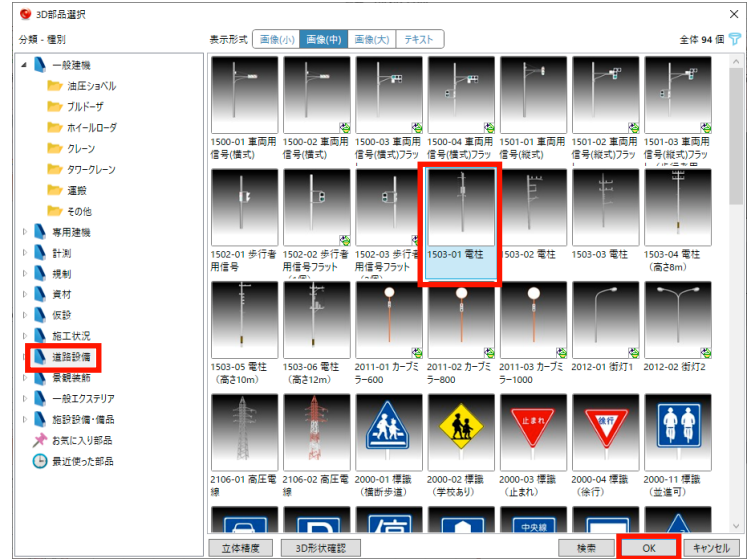 3D部品選択
分類 - 種別
表示形式 画像(小) 画像(中) 画像(大) テキスト
全体 94 個
一般建機
油圧ショベル
ブルドーザ
ホイールローダ
クレーン
タワークレーン
運搬
その他
専用建機
計測
規制
資材
仮設
施工状況
道路設備
景観装飾
一般エクステリア
施設設備・備品
お気に入り部品
最近使った部品
1500-01 車両用 1500-02 車両用 1500-03 車両用 1500-04 車両用 1501-01 車両用 1501-02 車両用 1501-03 車両用
信号(横式) 信号(横式) 信号(横式)フラッ 信号(横式)フラッ 信号(縦式) 信号(縦式)フラッ 信号(縦式)フラッ
1502-01 歩行者 1502-02 歩行者 1502-03 歩行者 1503-01 電柱 1503-02 電柱 1503-03 電柱 1503-04 電柱
用信号 用信号フラット 用信号フラット (高さ8m)
1503-05 電柱 1503-06 電柱 2011-01 カーブミ 2011-02 カーブミ 2011-03 カーブミ 2012-01 街灯1 2012-02 街灯2
(高さ10m) (高さ12m) ラー600 ラー800 ラー1000
止まれ 徐行
2106-01 高圧電 2106-02 高圧電 2000-01 標識 2000-02 標識 2000-03 標識 2000-04 標識 2000-11 標識
線 線 (横断歩道) (学校あり) (止まれ) (徐行) (並進可)
中央線
立体精度 3D形状確認 検索 OK キャンセル